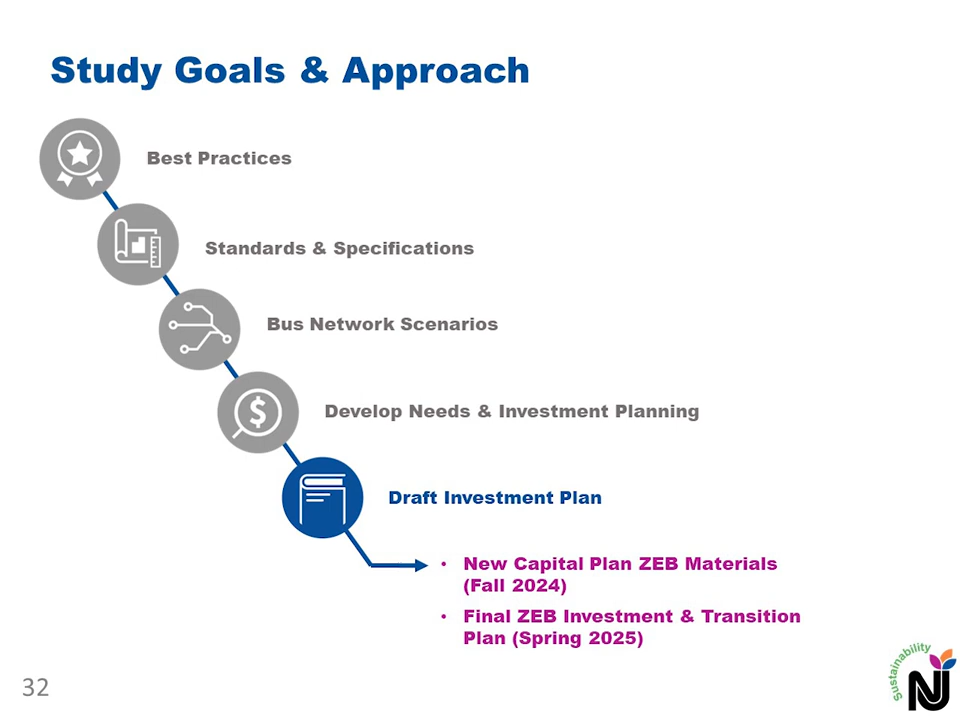 Study Goals & Approach
Best Practices
Standards & Specifications
Bus Network Scenarios
$
Develop Needs & Investment Planning
Draft Investment Plan
• New Capital Plan ZEB Materials
(Fall 2024)
• Final ZEB Investment & Transition
Plan (Spring 2025)
32
Sustainability
NJ